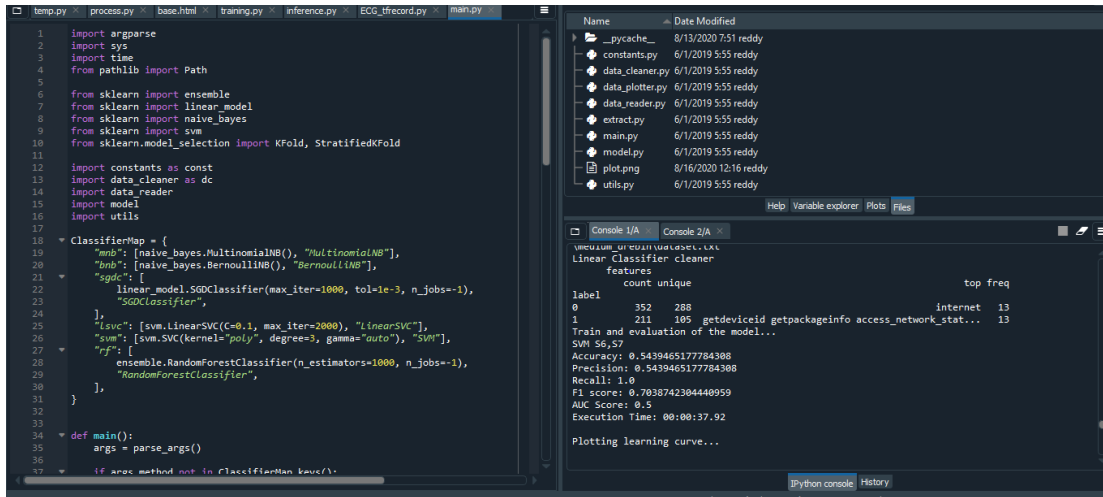 temp.py process.py base.html training.py inference.py ECG_tfrecord.py main.py
1 import argparse
2 import sys
3 import time
4 from pathlib import Path
5
6 from sklearn import ensemble
7 from sklearn import linear_model
8 from sklearn import naive_bayes
9 from sklearn import svm
10 from sklearn.model_selection import KFold, StratifiedKFold
11
12 import constants as const
13 import data_cleaner as dc
14 import data_reader
15 import model
16 import utils
17
18 ClassifierMap = {
19 "mnb": [naive_bayes.MultinomialNB(), "MultinomialNB"],
20 "bnb": [naive_bayes.BernoulliNB(), "BernoulliNB"],
21 "sgdc": [
22 linear_model.SGDClassifier(max_iter=1000, tol=1e-3, n_jobs=-1),
23 "SGDClassifier",
24 ],
25 "lsvc": [svm.LinearSVC(C=0.1, max_iter=2000), "LinearSVC"],
26 "svm": [svm.SVC(kernel="poly", degree=3, gamma="auto"), "SVM"],
27 "rf": [
28 ensemble.RandomForestClassifier(n_estimators=1000, n_jobs=-1),
29 "RandomForestClassifier",
30 ],
31 }
32
33
34 def main():
35 args = parse_args()
36
37 if args.method not in ClassifierMap.keys():
Name Date Modified
__pycache__ 8/13/2020 7:51 reddy
constants.py 6/1/2019 5:55 reddy
data_cleaner.py 6/1/2019 5:55 reddy
data_plotter.py 6/1/2019 5:55 reddy
data_reader.py 6/1/2019 5:55 reddy
extract.py 6/1/2019 5:55 reddy
main.py 6/1/2019 5:55 reddy
model.py 6/1/2019 5:55 reddy
plot.png 8/16/2020 12:16 reddy
utils.py 6/1/2019 5:55 reddy
Help Variable explorer Plots Files
Console 1/A Console 2/A
\medium_drebin\dataset.txt
Linear Classifier cleaner
features
count unique top freq
label
0 352 288 internet 13
1 211 105 getdeviceid getpackageinfo access_network_stat... 13
Train and evaluation of the model...
SVM S6,S7
Accuracy: 0.5439465177784308
Precision: 0.5439465177784308
Recall: 1.0
F1 score: 0.7038742304440959
AUC Score: 0.5
Execution Time: 00:00:37.92
Plotting learning curve...
IPython console History